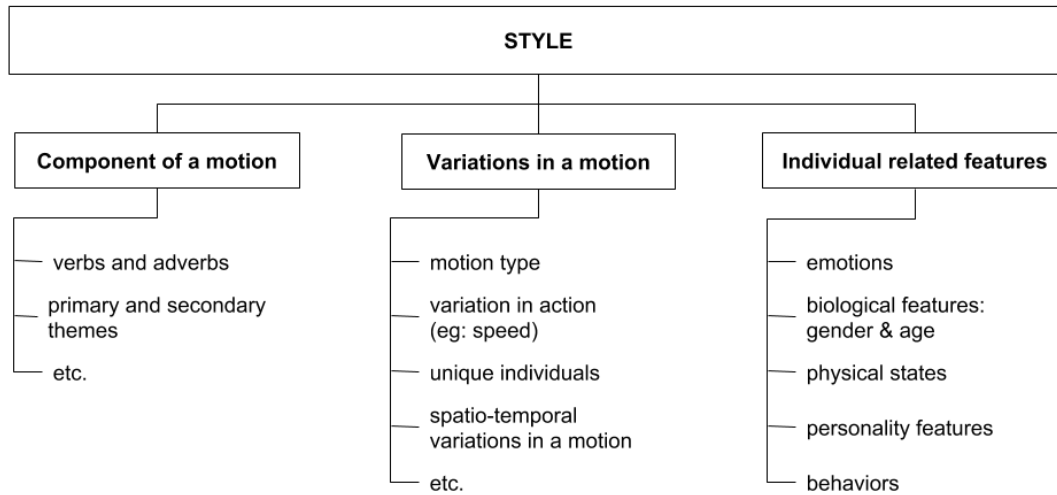 STYLE
Component of a motion
verbs and adverbs
primary and secondary
themes
etc.
Variations in a motion
motion type
variation in action
(eg: speed)
unique individuals
spatio-temporal
variations in a motion
etc.
Individual related features
emotions
biological features:
gender & age
physical states
personality features
behaviors